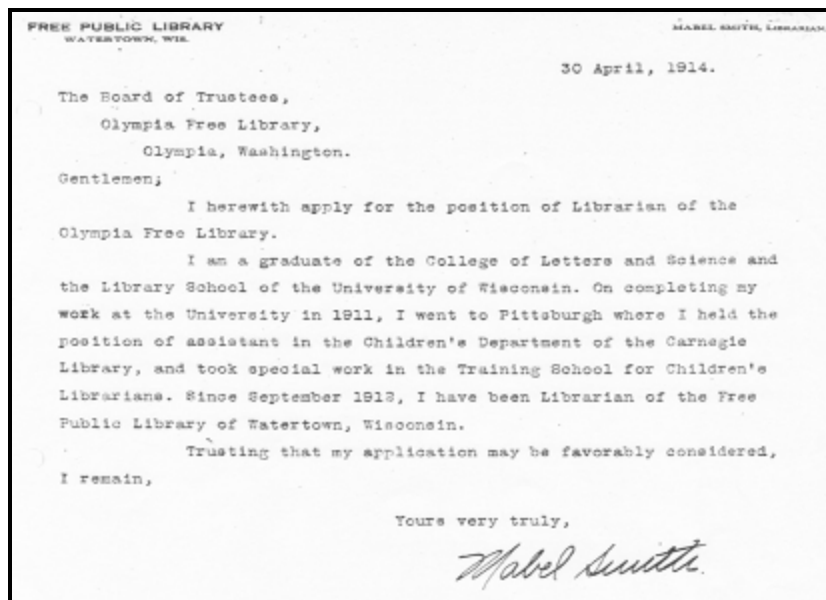 FREE PUBLIC LIBRARY
WATERTOWN, WIS.
MABEL SMITH, LIBRARIAN
30 April, 1914.
The Board of Trustees,
Olympia Free Library,
Olympia, Washington.
Gentlemen;
I herewith apply for the position of Librarian of the
Olympia Free Library.
I am a graduate of the College of Letters and Science and
the Library School of the University of Wisconsin. On completing my
work at the University in 1911, I went to Pittsburgh where I held the
position of assistant in the Children's Department of the Carnegie
Library, and took special work in the Training School for Children's
Librarians. Since September , I have been Librarian of the Free
Public Library of Watertown, Wisconsin.
Trusting that my application may be favorably considered,
I remain,
Yours very truly,
Mabel Smith.